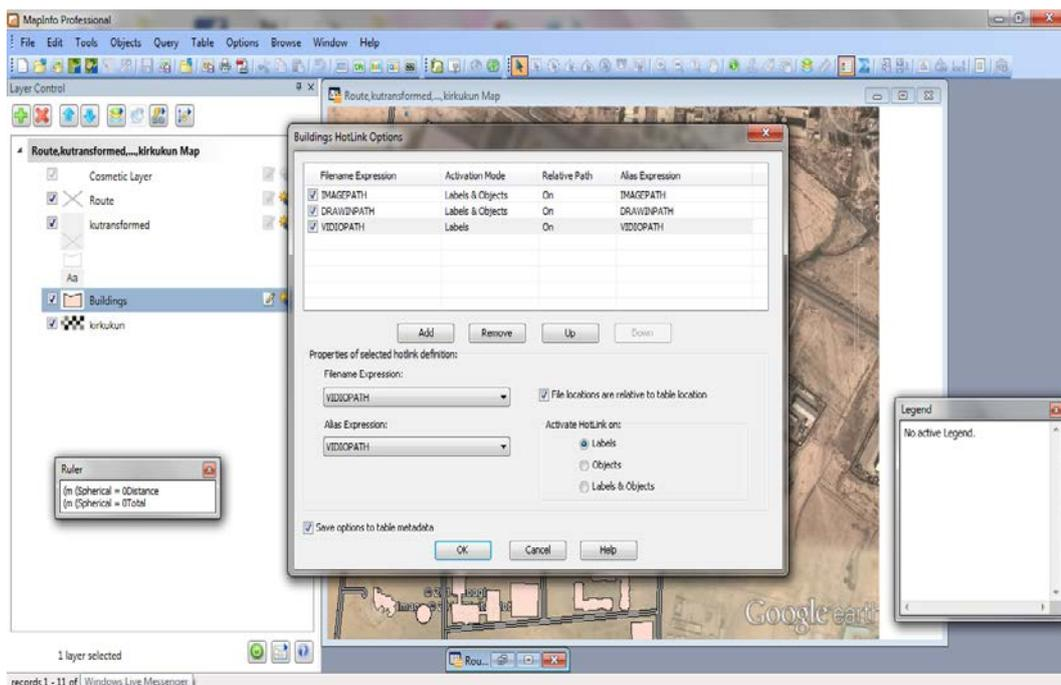 MapInfo Professional
File Edit Tools Objects Query Table Options Browse Window Help
Layer Control
Route,kutransformed,...,kirkukun Map
Cosmetic Layer
Route
kutransformed
Aa
Buildings
kirkukun
Ruler
(m (Spherical = 0Distance
(m (Spherical = 0Total
1 layer selected
records 1 - 11 of
Windows Live Messenger
Route,kutransformed,...,kirkukun Map
Buildings HotLink Options
Filename Expression Activation Mode Relative Path Alias Expression
IMAGEPATH Labels & Objects On IMAGEPATH
DRAWINPATH Labels & Objects On DRAWINPATH
VIDIOPATH Labels On VIDIOPATH
Add Remove Up Down
Properties of selected hotlink definition:
Filename Expression:
VIDIOPATH
File locations are relative to table location
Alias Expression:
VIDIOPATH
Activate HotLink on:
Labels
Objects
Labels & Objects
Save options to table metadata
OK Cancel Help
Google earth
Rou...
Legend
No active Legend.